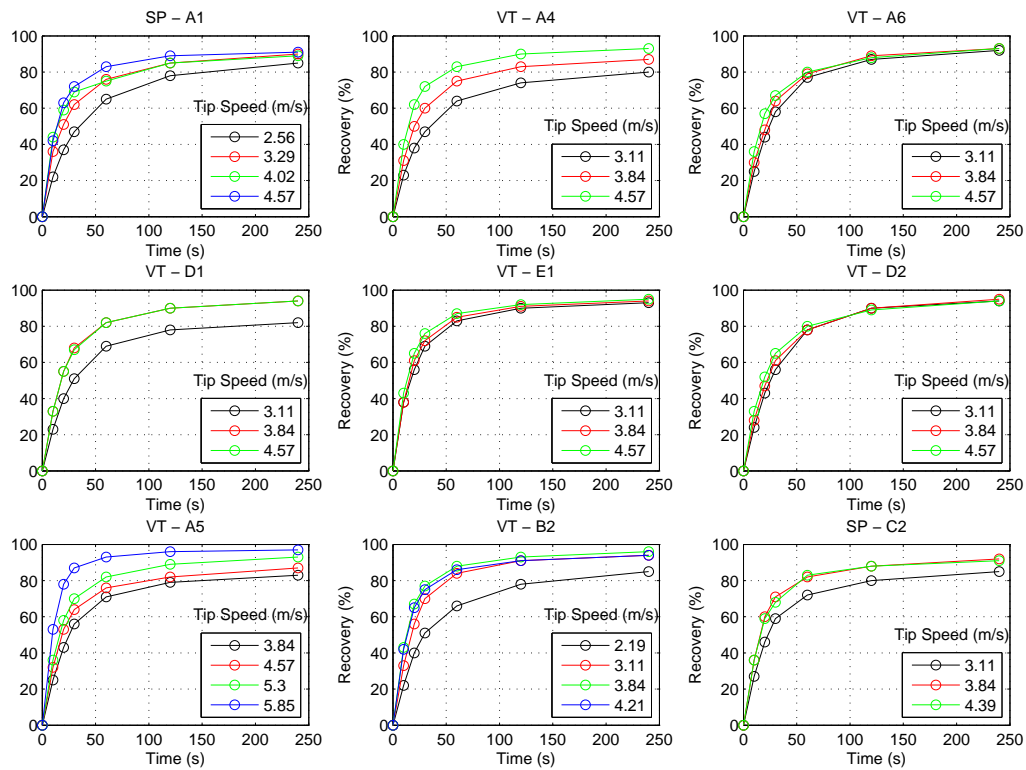 SP − A1
100
80
60
40
20
0
0 50 100 150 200 250
Time (s)
Tip Speed (m/s)
2.56
3.29
4.02
4.57
VT − A4
Recovery (%)
100
80
60
40
20
0
0 50 100 150 200 250
Time (s)
Tip Speed (m/s)
3.11
3.84
4.57
VT − A6
Recovery (%)
100
80
60
40
20
0
0 50 100 150 200 250
Time (s)
Tip Speed (m/s)
3.11
3.84
4.57
VT − D1
100
80
60
40
20
0
0 50 100 150 200 250
Time (s)
Tip Speed (m/s)
3.11
3.84
4.57
VT − E1
Recovery (%)
100
80
60
40
20
0
0 50 100 150 200 250
Time (s)
Tip Speed (m/s)
3.11
3.84
4.57
VT − D2
Recovery (%)
100
80
60
40
20
0
0 50 100 150 200 250
Time (s)
Tip Speed (m/s)
3.11
3.84
4.57
VT − A5
100
80
60
40
20
0
0 50 100 150 200 250
Time (s)
Tip Speed (m/s)
3.84
4.57
5.3
5.85
VT − B2
Recovery (%)
100
80
60
40
20
0
0 50 100 150 200 250
Time (s)
Tip Speed (m/s)
2.19
3.11
3.84
4.21
SP − C2
Recovery (%)
100
80
60
40
20
0
0 50 100 150 200 250
Time (s)
Tip Speed (m/s)
3.11
3.84
4.39